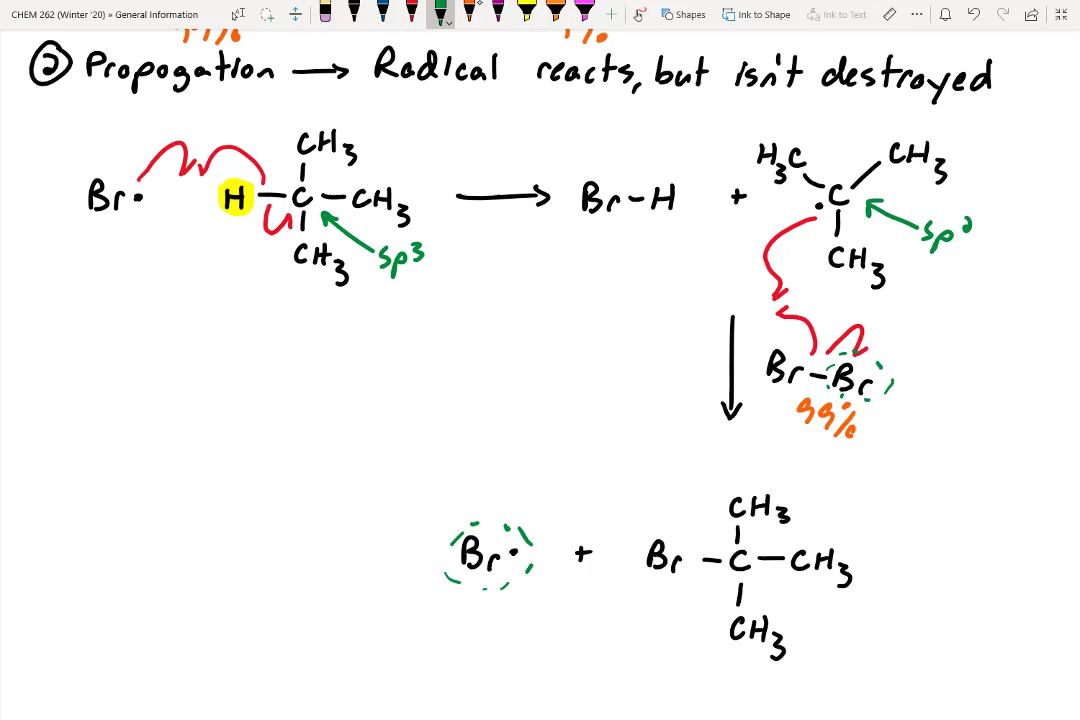 CHEM 262 (Winter '20) » General Information
Shapes
Ink to Shape
Ink to Text
② Propogation → Radical reacts, but isn't destroyed
CH3
H3C
CH3
Br· H—C—CH3 → Br-H + ·C
CH3
sp3
sp2
CH3
Br-Br
99%
CH3
Br· + Br-C-CH3
CH3